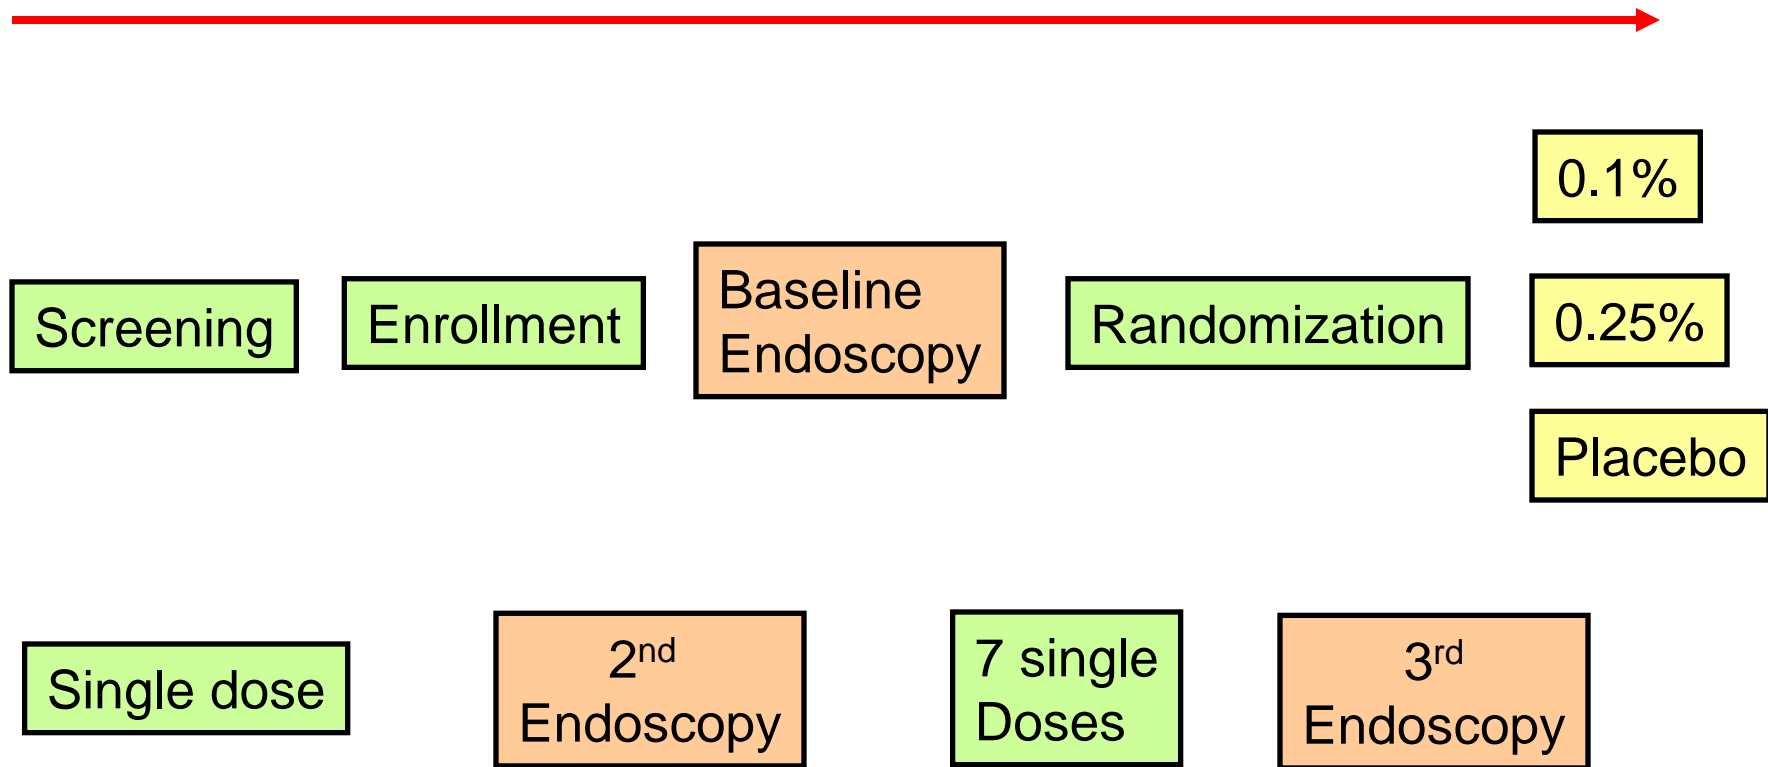 Screening
Enrollment
Baseline
Endoscopy
Randomization
0.1%
0.25%
Placebo
Single dose
2nd
Endoscopy
7 single
Doses
3rd
Endoscopy